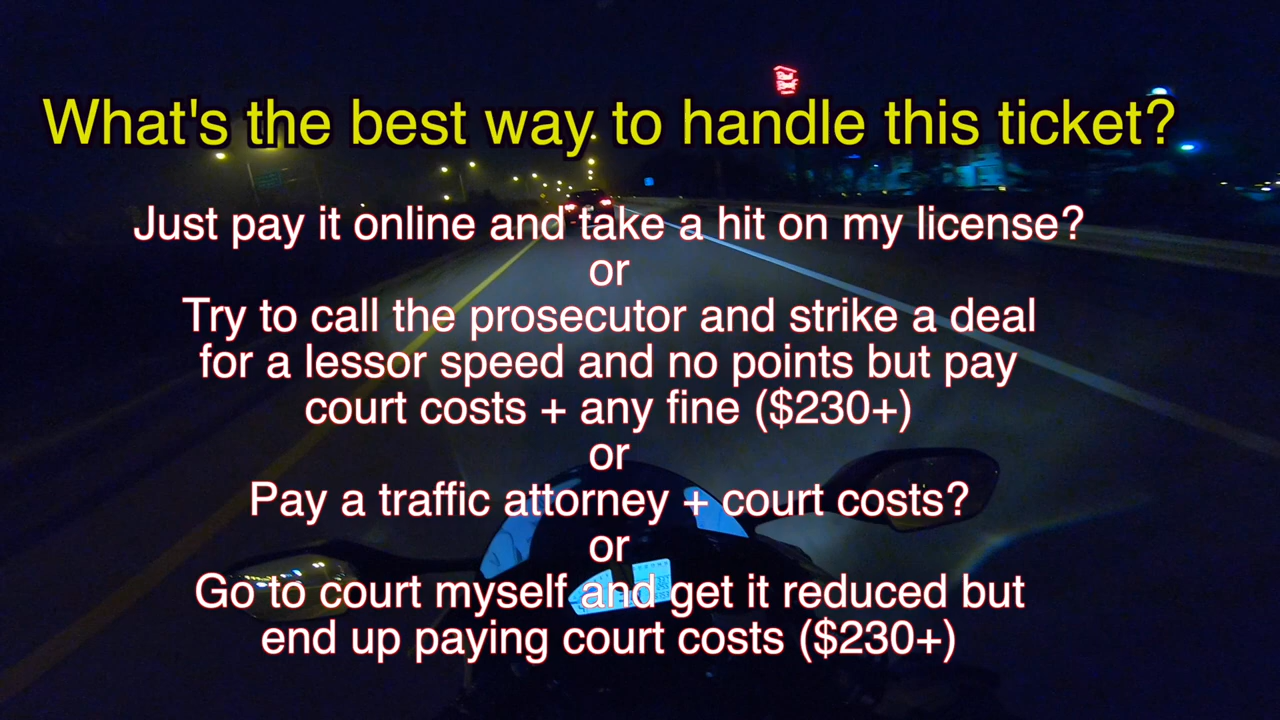 What's the best way to handle this ticket?
Just pay it online and take a hit on my license?
or
Try to call the prosecutor and strike a deal
for a lessor speed and no points but pay
court costs + any fine ($230+)
or
Pay a traffic attorney + court costs?
or
Go to court myself and get it reduced but
end up paying court costs ($230+)